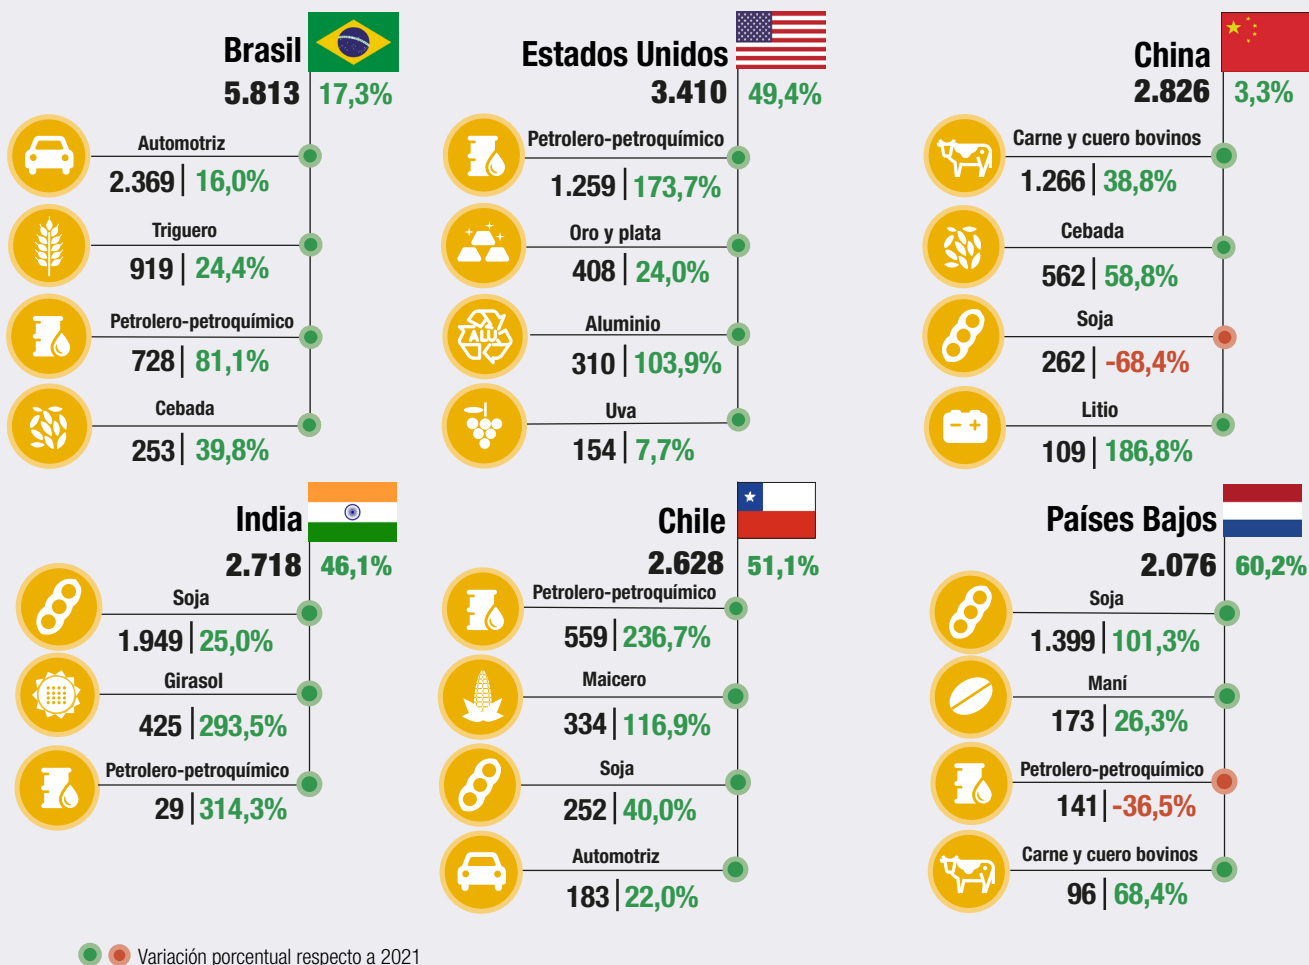 Brasil
5.813 17,3%
Automotriz
2.369 16,0%
Triguero
919 24,4%
Petrolero-petroquímico
728 81,1%
Cebada
253 39,8%
Estados Unidos
3.410 49,4%
Petrolero-petroquímico
1.259 173,7%
Oro y plata
408 24,0%
ALU
Aluminio
310 103,9%
Uva
154 7,7%
China
2.826 3,3%
Carne y cuero bovinos
1.266 38,8%
Cebada
562 58,8%
Soja
262 -68,4%
Litio
109 186,8%
India
2.718 46,1%
Soja
1.949 25,0%
Girasol
425 293,5%
Petrolero-petroquímico
29 314,3%
Chile
2.628 51,1%
Petrolero-petroquímico
559 236,7%
Maicero
334 116,9%
Soja
252 40,0%
Automotriz
183 22,0%
Países Bajos
2.076 60,2%
Soja
1.399 101,3%
Maní
173 26,3%
Petrolero-petroquímico
141 -36,5%
Carne y cuero bovinos
96 68,4%
Variación porcentual respecto a 2021